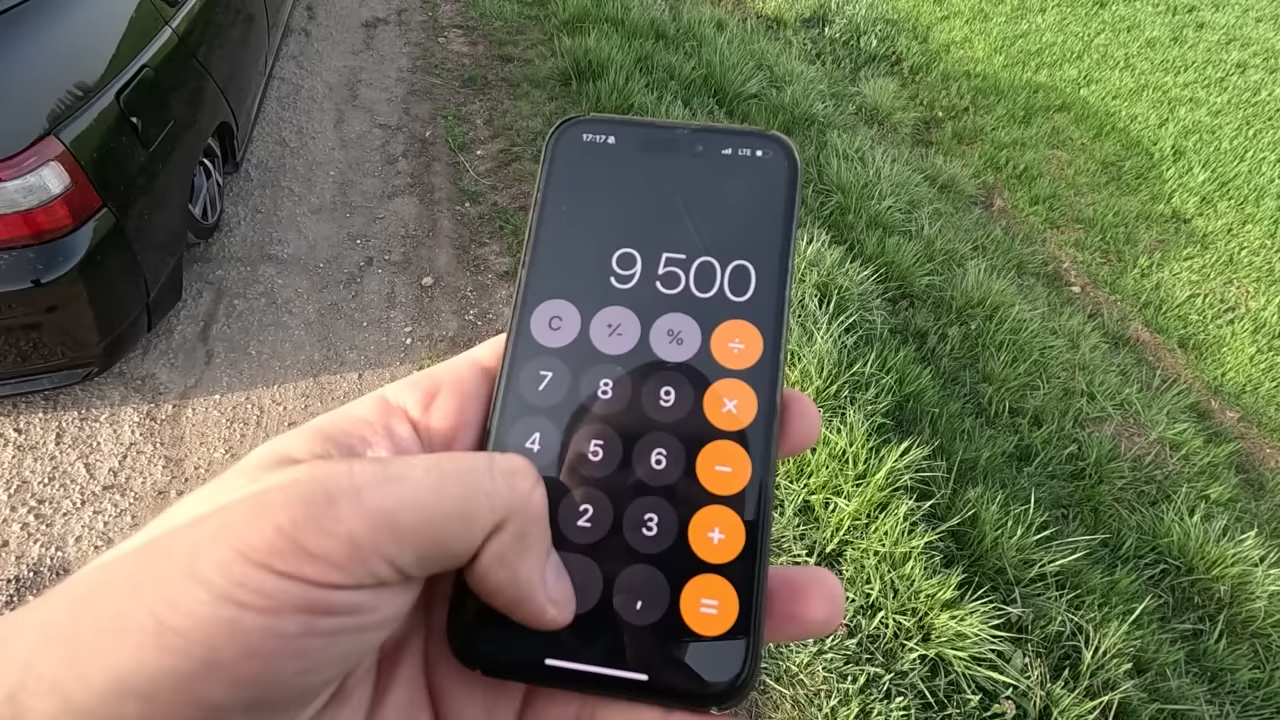 17:17
LTE
9 500
C ⁺∕₋ % ÷
7 8 9 ×
4 5 6 −
2 3 +
, =